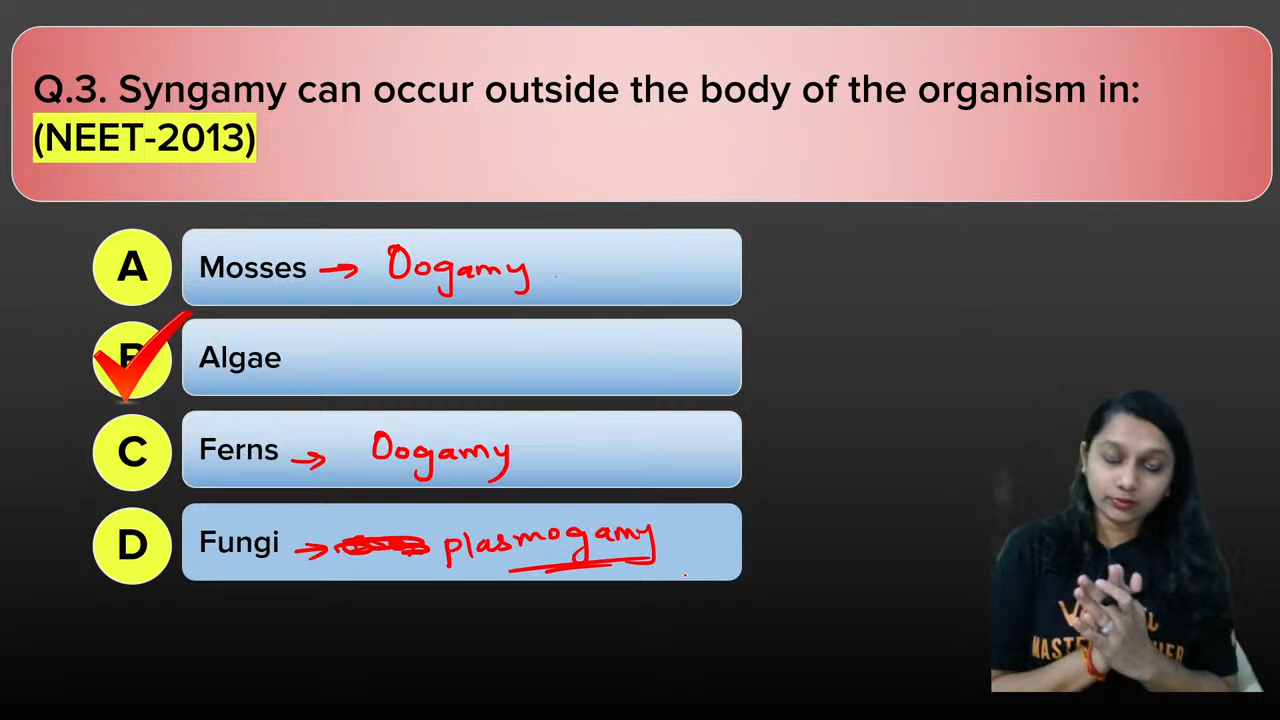 Q.3. Syngamy can occur outside the body of the organism in:
(NEET-2013)
A Mosses → Oogamy
B Algae
C Ferns → Oogamy
D Fungi → plasmogamy